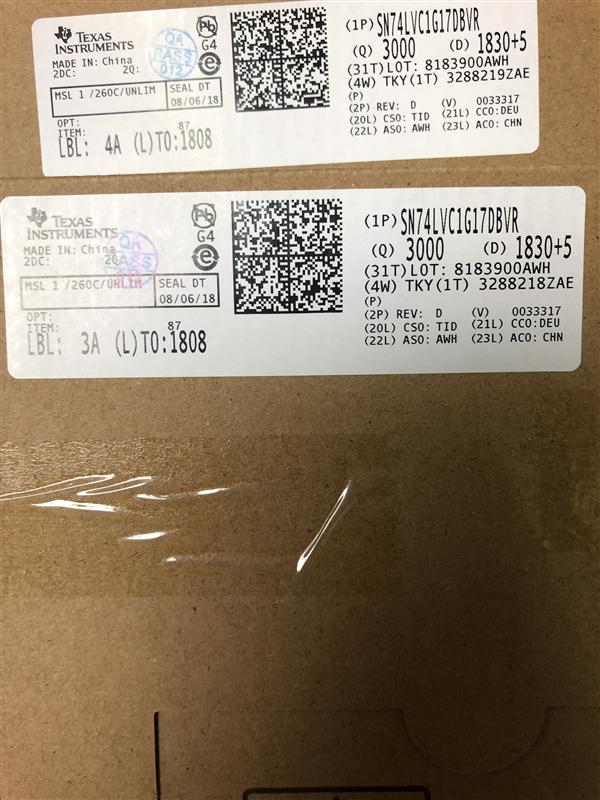 TEXAS
INSTRUMENTS
MADE IN: China
2DC: 2Q:
QA
PASS
012
Pb
G4
e
MSL 1 /260C/UNLIM
SEAL DT
08/06/18
OPT:
ITEM: 87
LBL: 4A (L)TO:1808
(1P) SN74LVC1G17DBVR
(Q) 3000 (D) 1830+5
(31T) LOT: 8183900AWH
(4W) TKY(1T) 3288219ZAE
(P)
(2P) REV: D (V) 0033317
(20L) CSO: TID (21L) CCO:DEU
(22L) ASO: AWH (23L) ACO: CHN
TEXAS
INSTRUMENTS
MADE IN: China
2DC: 2Q:
QA
PASS
Pb
G4
e
MSL 1 /260C/UNLIM
SEAL DT
08/06/18
OPT:
ITEM: 87
LBL: 3A (L)TO:1808
(1P) SN74LVC1G17DBVR
(Q) 3000 (D) 1830+5
(31T) LOT: 8183900AWH
(4W) TKY(1T) 3288218ZAE
(P)
(2P) REV: D (V) 0033317
(20L) CSO: TID (21L) CCO:DEU
(22L) ASO: AWH (23L) ACO: CHN